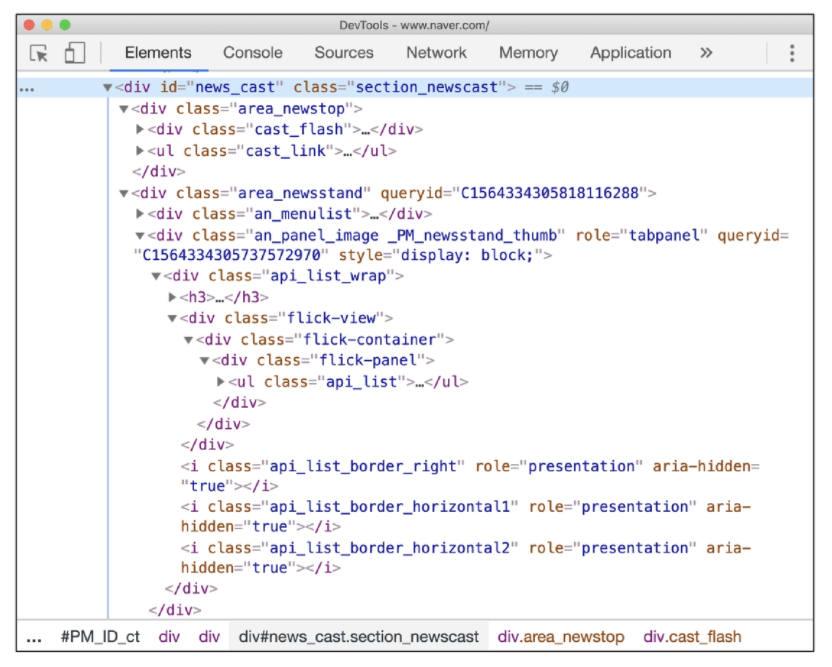 DevTools - www.naver.com/
Elements Console Sources Network Memory Application »
... ▼<div id="news_cast" class="section_newscast"> == $0
▼<div class="area_newstop">
▶<div class="cast_flash">…</div>
▶<ul class="cast_link">…</ul>
</div>
▼<div class="area_newsstand" queryid="C1564334305818116288">
▶<div class="an_menulist">…</div>
▼<div class="an_panel_image _PM_newsstand_thumb" role="tabpanel" queryid=
"C1564334305737572970" style="display: block;">
▼<div class="api_list_wrap">
▶<h3>…</h3>
▼<div class="flick-view">
▼<div class="flick-container">
▼<div class="flick-panel">
▶<ul class="api_list">…</ul>
</div>
</div>
</div>
<i class="api_list_border_right" role="presentation" aria-hidden=
"true"></i>
<i class="api_list_border_horizontal1" role="presentation" aria-
hidden="true"></i>
<i class="api_list_border_horizontal2" role="presentation" aria-
hidden="true"></i>
</div>
</div>
... #PM_ID_ct div div div#news_cast.section_newscast div.area_newstop div.cast_flash